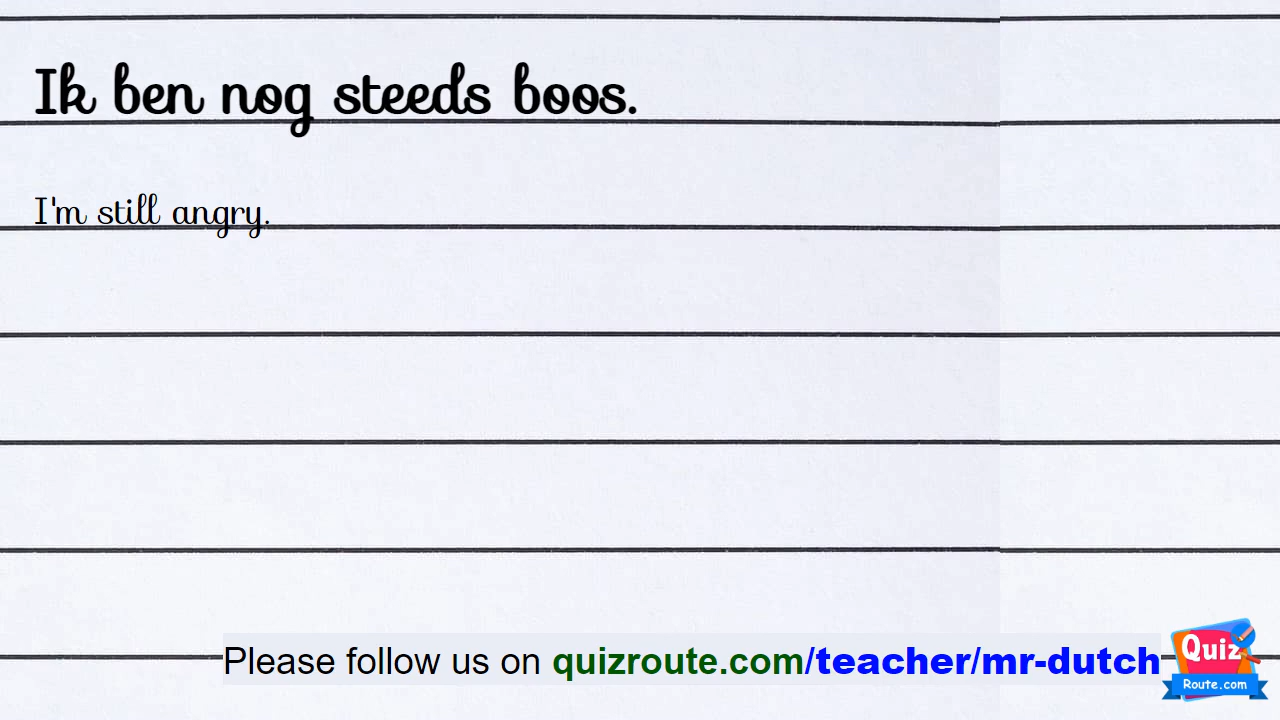 Ik ben nog steeds boos.
I'm still angry.
Please follow us on quizroute.com/teacher/mr-dutch
Quiz
Route.com